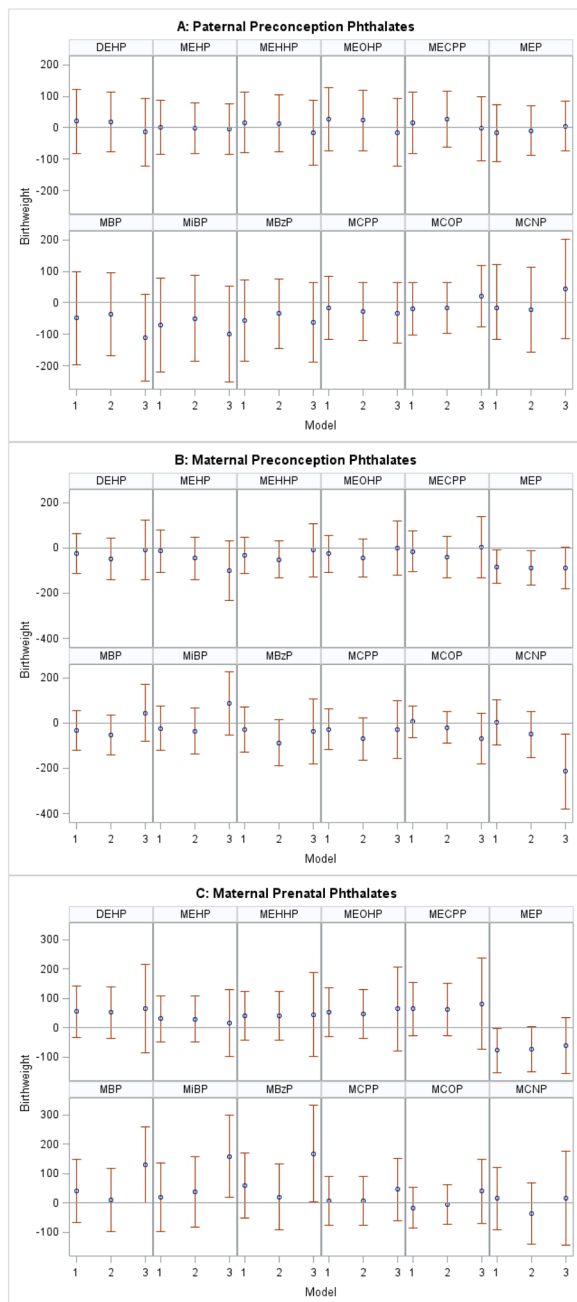 A: Paternal Preconception Phthalates
DEHP MEHP MEHHP MEOHP MECPP MEP
200
100
0
-100
-200
MBP MiBP MBzP MCPP MCOP MCNP
200
100
0
-100
-200
Birthweight
1 2 3 1 2 3 1 2 3 1 2 3 1 2 3 1 2 3
Model
B: Maternal Preconception Phthalates
DEHP MEHP MEHHP MEOHP MECPP MEP
200
0
-200
-400
MBP MiBP MBzP MCPP MCOP MCNP
200
0
-200
-400
Birthweight
1 2 3 1 2 3 1 2 3 1 2 3 1 2 3 1 2 3
Model
C: Maternal Prenatal Phthalates
DEHP MEHP MEHHP MEOHP MECPP MEP
300
200
100
0
-100
MBP MiBP MBzP MCPP MCOP MCNP
300
200
100
0
-100
Birthweight
1 2 3 1 2 3 1 2 3 1 2 3 1 2 3 1 2 3
Model